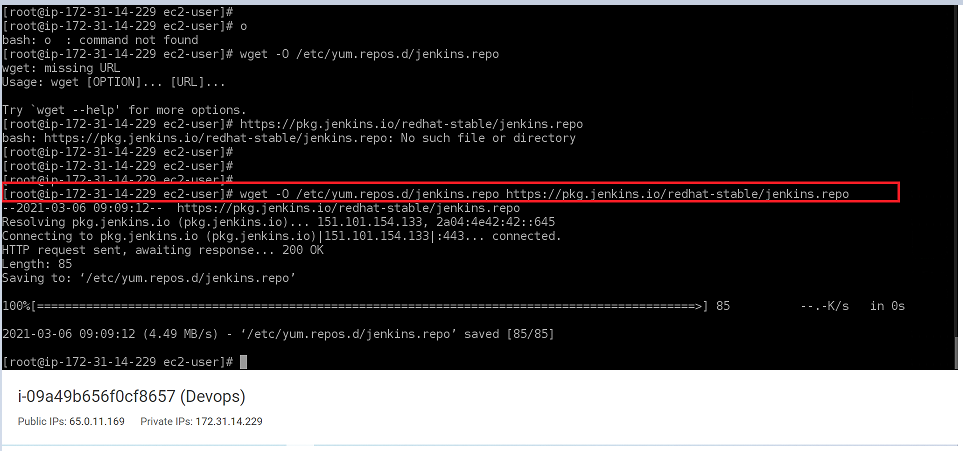 [root@ip-172-31-14-229 ec2-user]#
[root@ip-172-31-14-229 ec2-user]# o
bash: o  : command not found
[root@ip-172-31-14-229 ec2-user]# wget -O /etc/yum.repos.d/jenkins.repo
wget: missing URL
Usage: wget [OPTION]... [URL]...
Try `wget --help' for more options.
[root@ip-172-31-14-229 ec2-user]# https://pkg.jenkins.io/redhat-stable/jenkins.repo
bash: https://pkg.jenkins.io/redhat-stable/jenkins.repo: No such file or directory
[root@ip-172-31-14-229 ec2-user]#
[root@ip-172-31-14-229 ec2-user]#
[root@ip-172-31-14-229 ec2-user]#
[root@ip-172-31-14-229 ec2-user]# wget -O /etc/yum.repos.d/jenkins.repo https://pkg.jenkins.io/redhat-stable/jenkins.repo
--2021-03-06 09:09:12--  https://pkg.jenkins.io/redhat-stable/jenkins.repo
Resolving pkg.jenkins.io (pkg.jenkins.io)... 151.101.154.133, 2a04:4e42:42::645
Connecting to pkg.jenkins.io (pkg.jenkins.io)|151.101.154.133|:443... connected.
HTTP request sent, awaiting response... 200 OK
Length: 85
Saving to: ‘/etc/yum.repos.d/jenkins.repo’
100%[==============================================================================================>] 85          --.-K/s   in 0s
2021-03-06 09:09:12 (4.49 MB/s) - ‘/etc/yum.repos.d/jenkins.repo’ saved [85/85]
[root@ip-172-31-14-229 ec2-user]#
i-09a49b656f0cf8657 (Devops)
Public IPs: 65.0.11.169    Private IPs: 172.31.14.229